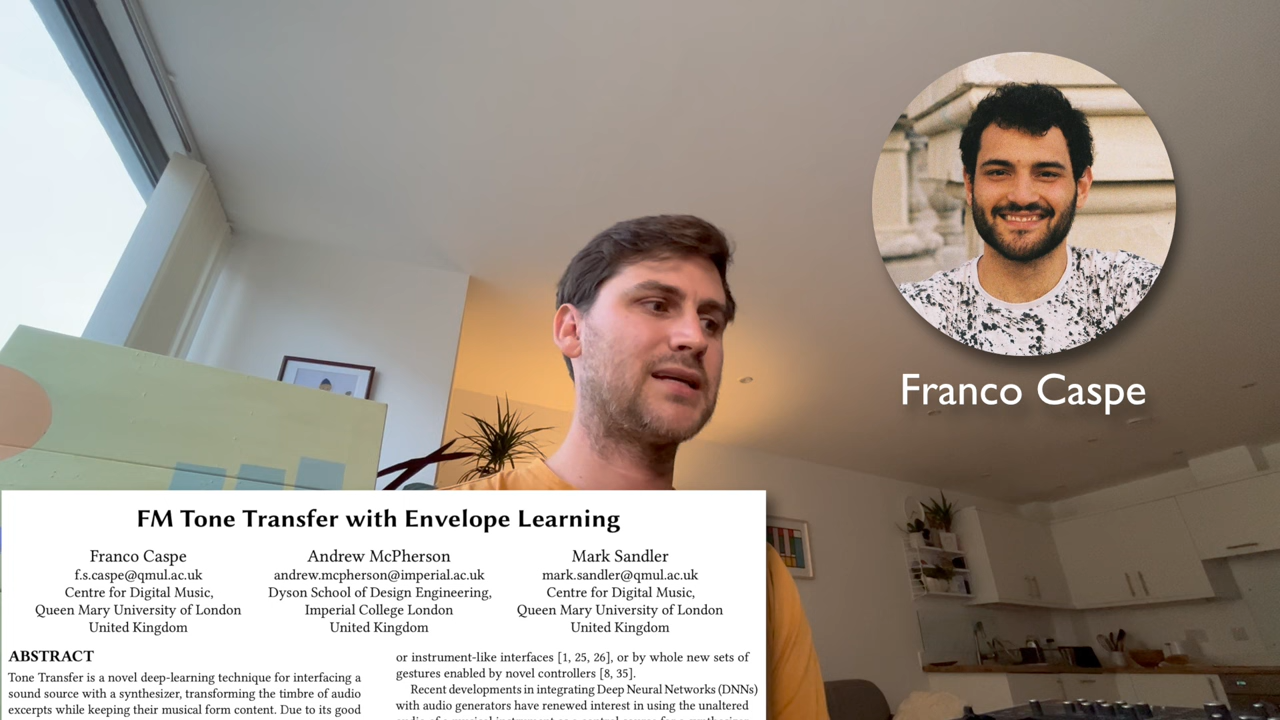 Franco Caspe
FM Tone Transfer with Envelope Learning
Franco Caspe
f.s.caspe@qmul.ac.uk
Centre for Digital Music,
Queen Mary University of London
United Kingdom
Andrew McPherson
andrew.mcpherson@imperial.ac.uk
Dyson School of Design Engineering,
Imperial College London
United Kingdom
Mark Sandler
mark.sandler@qmul.ac.uk
Centre for Digital Music,
Queen Mary University of London
United Kingdom
ABSTRACT
Tone Transfer is a novel deep-learning technique for interfacing a
sound source with a synthesizer, transforming the timbre of audio
excerpts while keeping their musical form content. Due to its good
or instrument-like interfaces [1, 25, 26], or by whole new sets of
gestures enabled by novel controllers [8, 35].
Recent developments in integrating Deep Neural Networks (DNNs)
with audio generators have renewed interest in using the unaltered